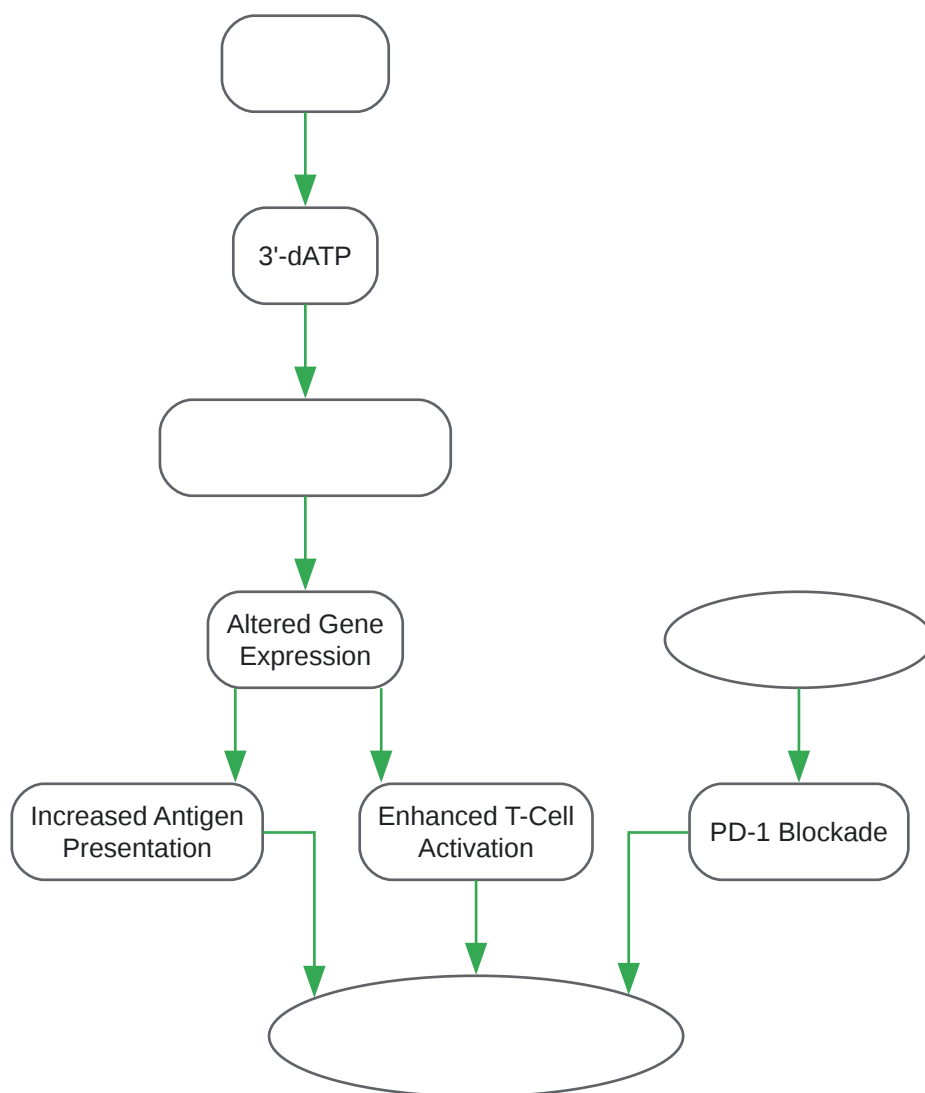 3'-dATP
Altered Gene
Expression
Increased Antigen
Presentation
Enhanced T-Cell
Activation
PD-1 Blockade